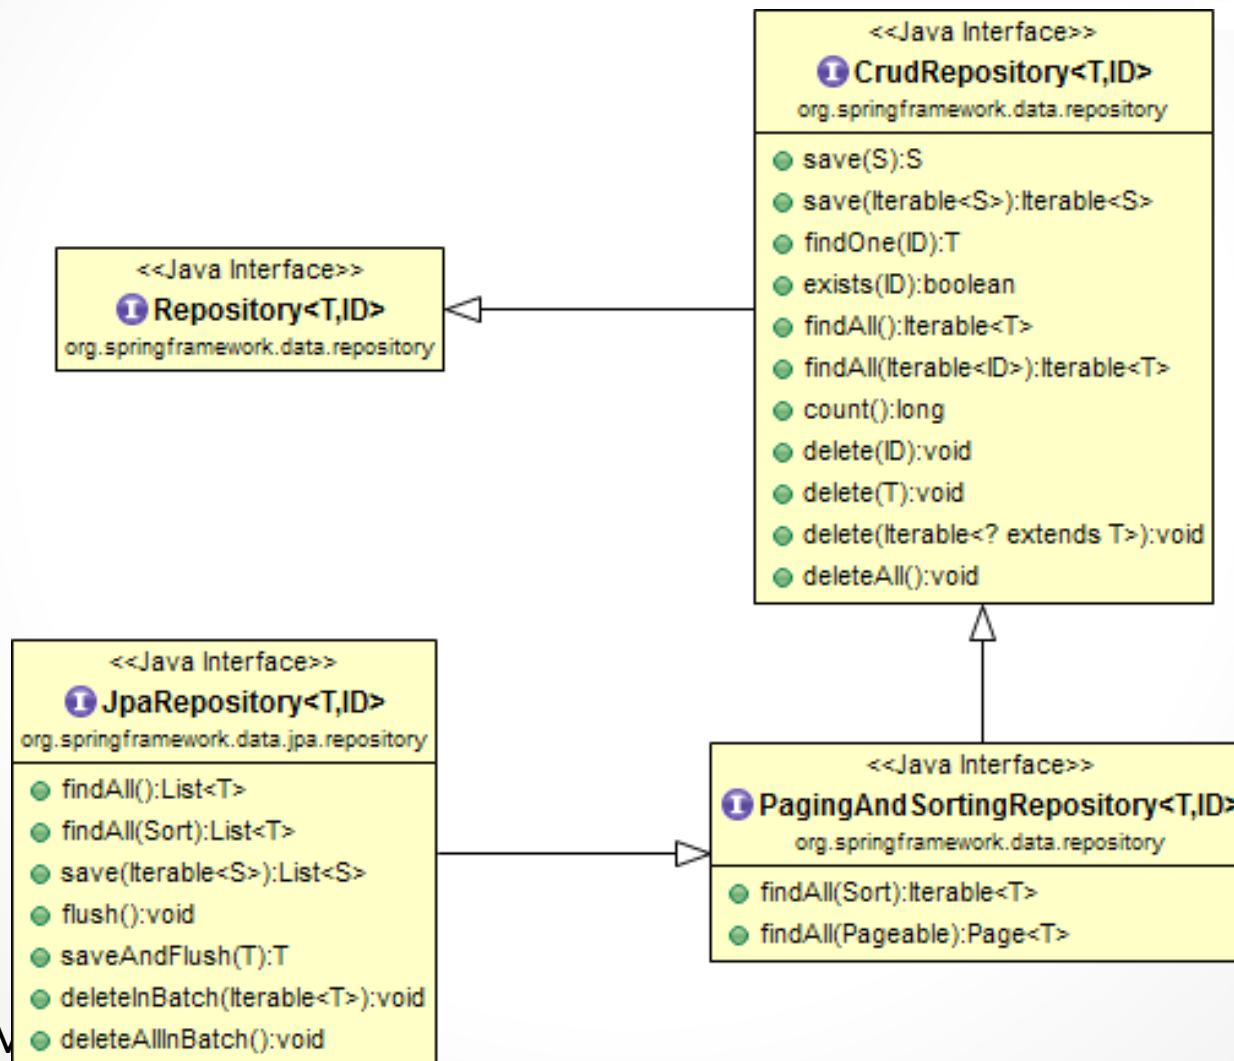 <<Java Interface>>
CrudRepository<T,ID>
org.springframework.data.repository
save(S):S
save(Iterable<S>):Iterable<S>
findOne(ID):T
exists(ID):boolean
findAll():Iterable<T>
findAll(Iterable<ID>):Iterable<T>
count():long
delete(ID):void
delete(T):void
delete(Iterable<? extends T>):void
deleteAll():void
<<Java Interface>>
Repository<T,ID>
org.springframework.data.repository
<<Java Interface>>
JpaRepository<T,ID>
org.springframework.data.jpa.repository
findAll():List<T>
findAll(Sort):List<T>
save(Iterable<S>):List<S>
flush():void
saveAndFlush(T):T
deleteInBatch(Iterable<T>):void
deleteAllInBatch():void
<<Java Interface>>
PagingAndSortingRepository<T,ID>
org.springframework.data.repository
findAll(Sort):Iterable<T>
findAll(Pageable):Page<T>